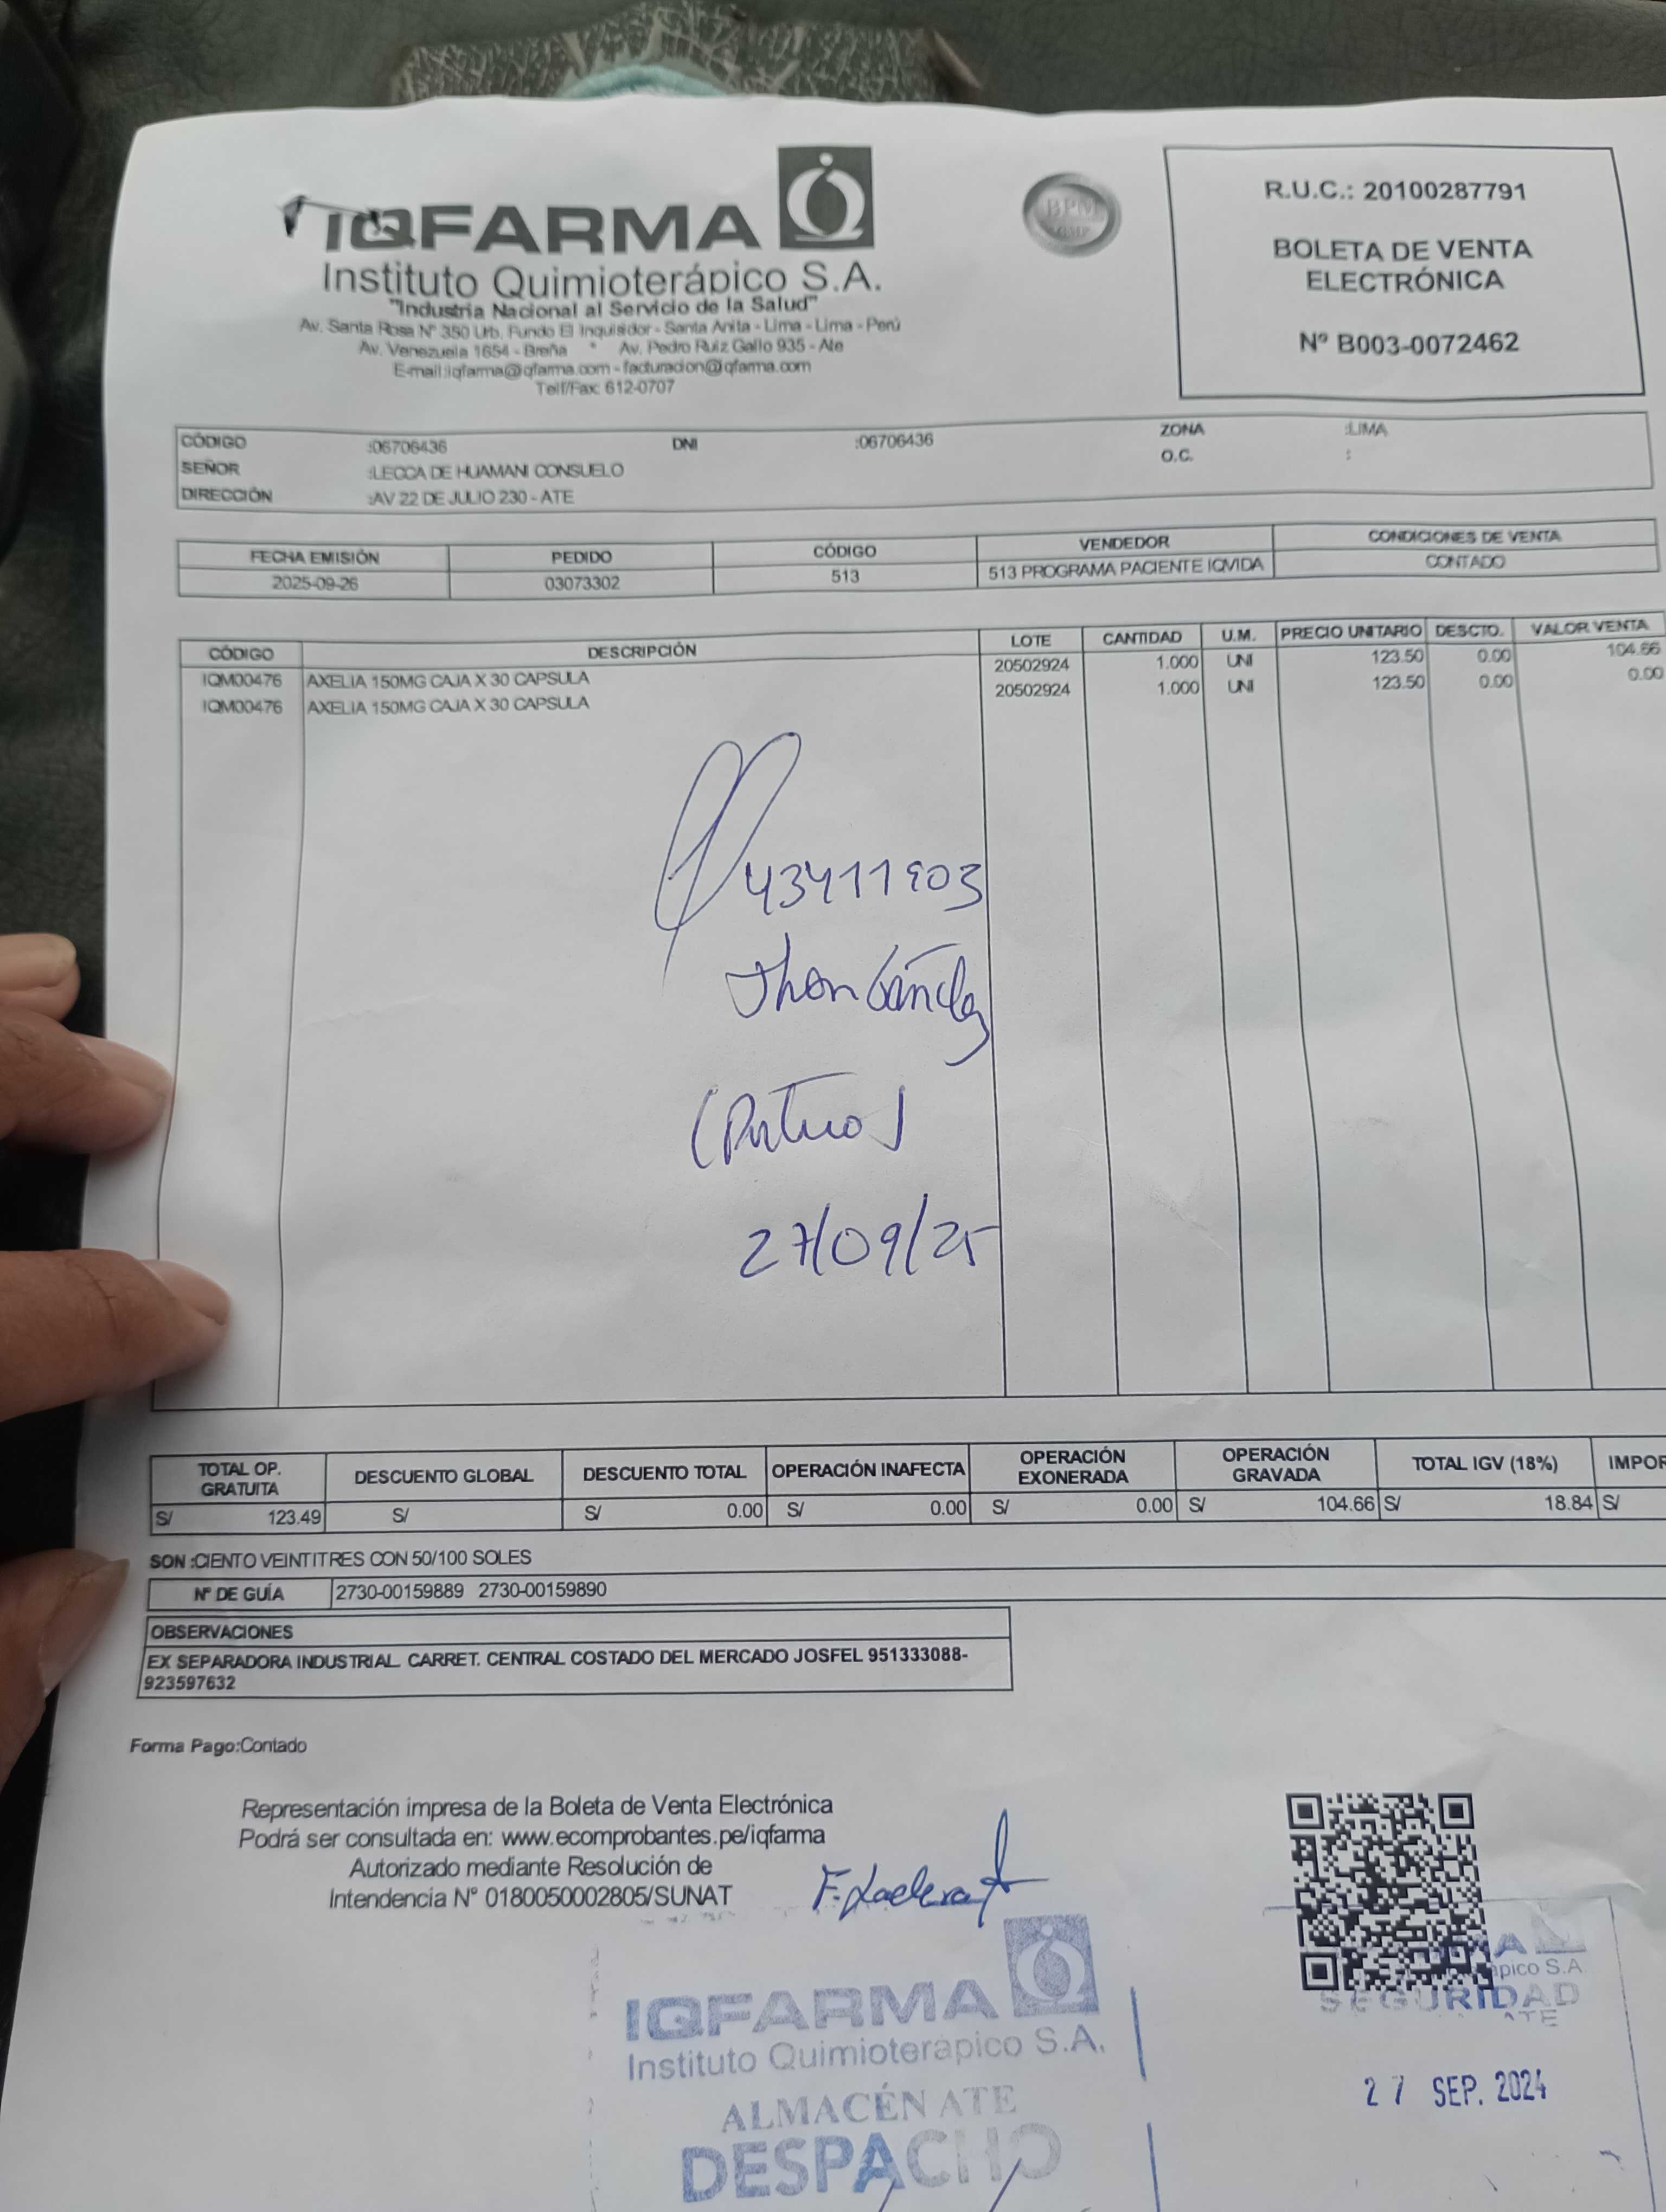 IQFARMA
Instituto Quimioterápico S.A.
"Industria Nacional al Servicio de la Salud"
Av. Santa Rosa Nº 350 Urb. Fundo El Inquisidor - Santa Anita - Lima - Lima - Perú
Av. Venezuela 1654 - Breña * Av. Pedro Ruiz Gallo 935 - Ate
E-mail:iqfarma@iqfarma.com - facturacion@iqfarma.com
Telf/Fax: 612-0707
BPM
R.U.C.: 20100287791
BOLETA DE VENTA
ELECTRÓNICA
Nº B003-0072462
CÓDIGO :06706436 DNI :06706436 ZONA :LIMA
SEÑOR :LECCA DE HUAMANI CONSUELO O.C. :
DIRECCIÓN :AV 22 DE JULIO 230 - ATE
FECHA EMISIÓN PEDIDO CÓDIGO VENDEDOR CONDICIONES DE VENTA
2025-09-26 03073302 513 513 PROGRAMA PACIENTE IQVIDA CONTADO
CÓDIGO DESCRIPCIÓN LOTE CANTIDAD U.M. PRECIO UNITARIO DESCTO. VALOR VENTA
IQM00476 AXELIA 150MG CAJA X 30 CAPSULA 20502924 1.000 UNI 123.50 0.00 104.66
IQM00476 AXELIA 150MG CAJA X 30 CAPSULA 20502924 1.000 UNI 123.50 0.00 0.00
43411903
Jhon
27/09/25
TOTAL OP. GRATUITA DESCUENTO GLOBAL DESCUENTO TOTAL OPERACIÓN INAFECTA OPERACIÓN EXONERADA OPERACIÓN GRAVADA TOTAL IGV (18%) IMPOR
S/ 123.49 S/ S/ 0.00 S/ 0.00 S/ 0.00 S/ 104.66 S/ 18.84 S/
SON :CIENTO VEINTITRES CON 50/100 SOLES
Nº DE GUÍA 2730-00159889 2730-00159890
OBSERVACIONES
EX SEPARADORA INDUSTRIAL. CARRET. CENTRAL COSTADO DEL MERCADO JOSFEL 951333088-
923597632
Forma Pago:Contado
Representación impresa de la Boleta de Venta Electrónica
Podrá ser consultada en: www.ecomprobantes.pe/iqfarma
Autorizado mediante Resolución de
Intendencia N° 0180050002805/SUNAT
IQFARMA
Instituto Quimioterápico S.A.
ALMACÉN ATE
DESPACHO
S.A
SEGURIDAD
ATE
27 SEP. 2024